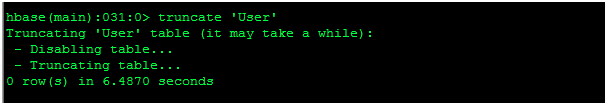 hbase(main):031:0> truncate 'User'
Truncating 'User' table (it may take a while):
 - Disabling table...
 - Truncating table...
0 row(s) in 6.4870 seconds